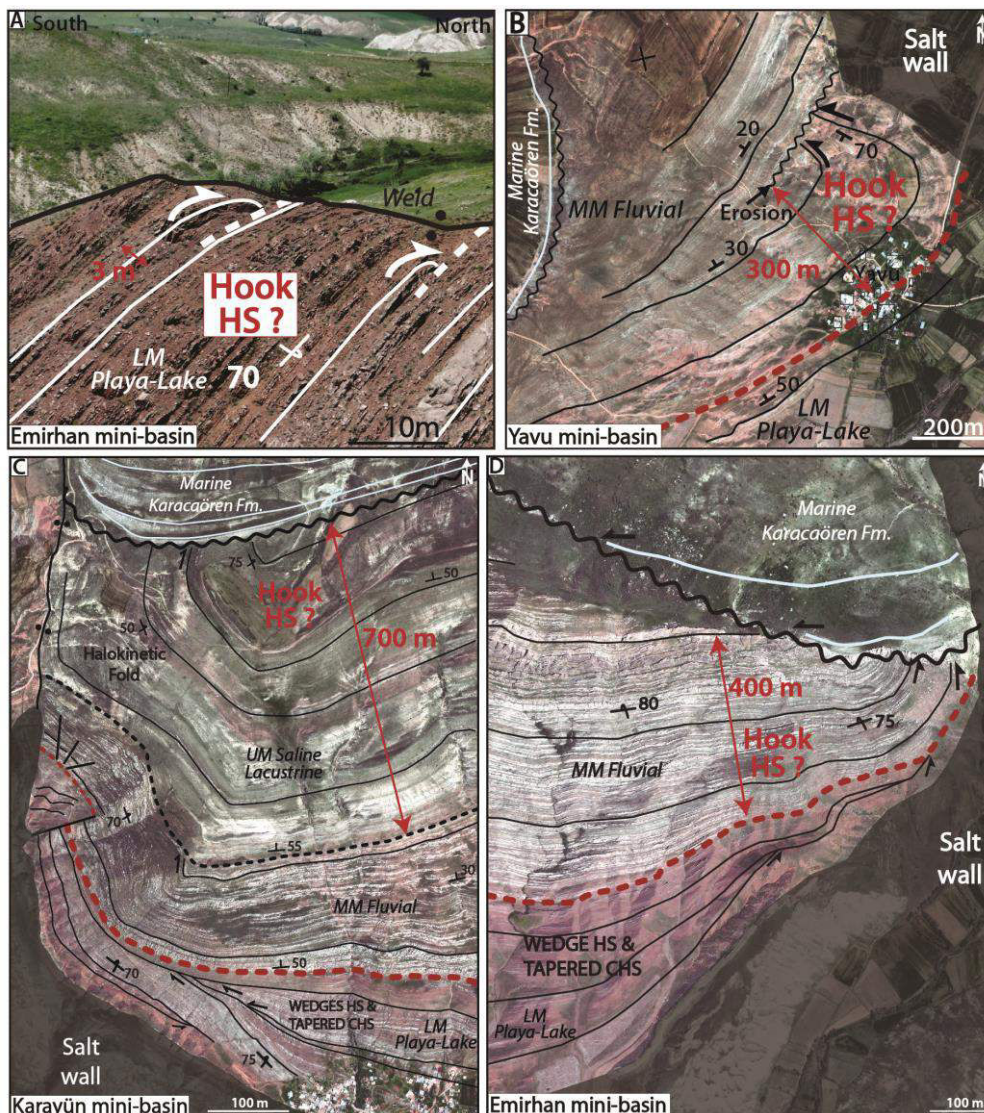 A
South
North
Weld
3 m
Hook
HS ?
LM
Playa-Lake
70
10m
Emirhan mini-basin
B
N
Salt
wall
Marine
Karacaören Fm.
20
70
MM Fluvial
Hook
HS ?
Erosion
30
300 m
Yavu
50
LM
Playa-Lake
200m
Yavu mini-basin
C
N
Marine
Karacaören Fm.
75
50
Hook
HS ?
700 m
50
Halokinetic
Fold
UM Saline
Lacustrine
70
55
30
MM Fluvial
50
70
WEDGES HS &
TAPERED CHS
LM
Playa-Lake
75
Salt
wall
Karayün mini-basin
100 m
D
N
Marine
Karacaören Fm.
400 m
80
75
Hook
HS ?
MM Fluvial
Salt
wall
WEDGE HS &
TAPERED CHS
LM
Playa-Lake
Emirhan mini-basin
100 m